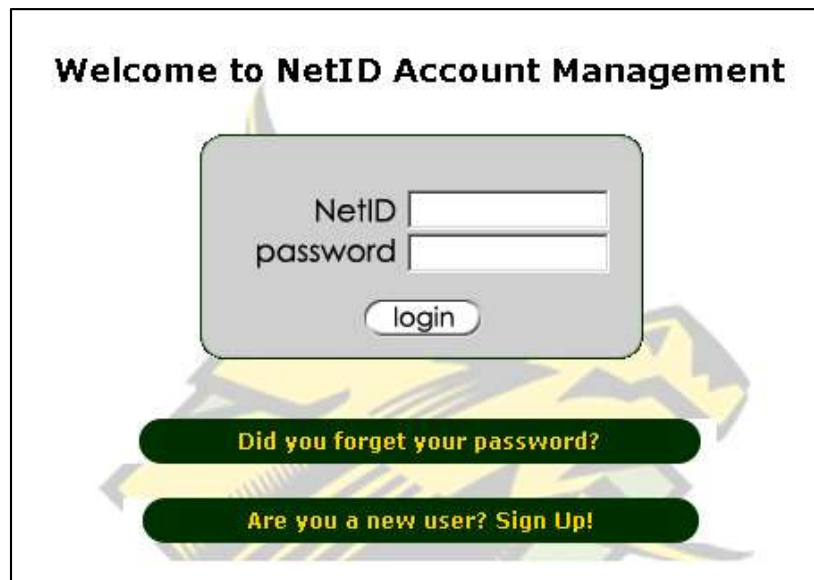 Welcome to NetID Account Management
NetID
password
login
Did you forget your password?
Are you a new user? Sign Up!